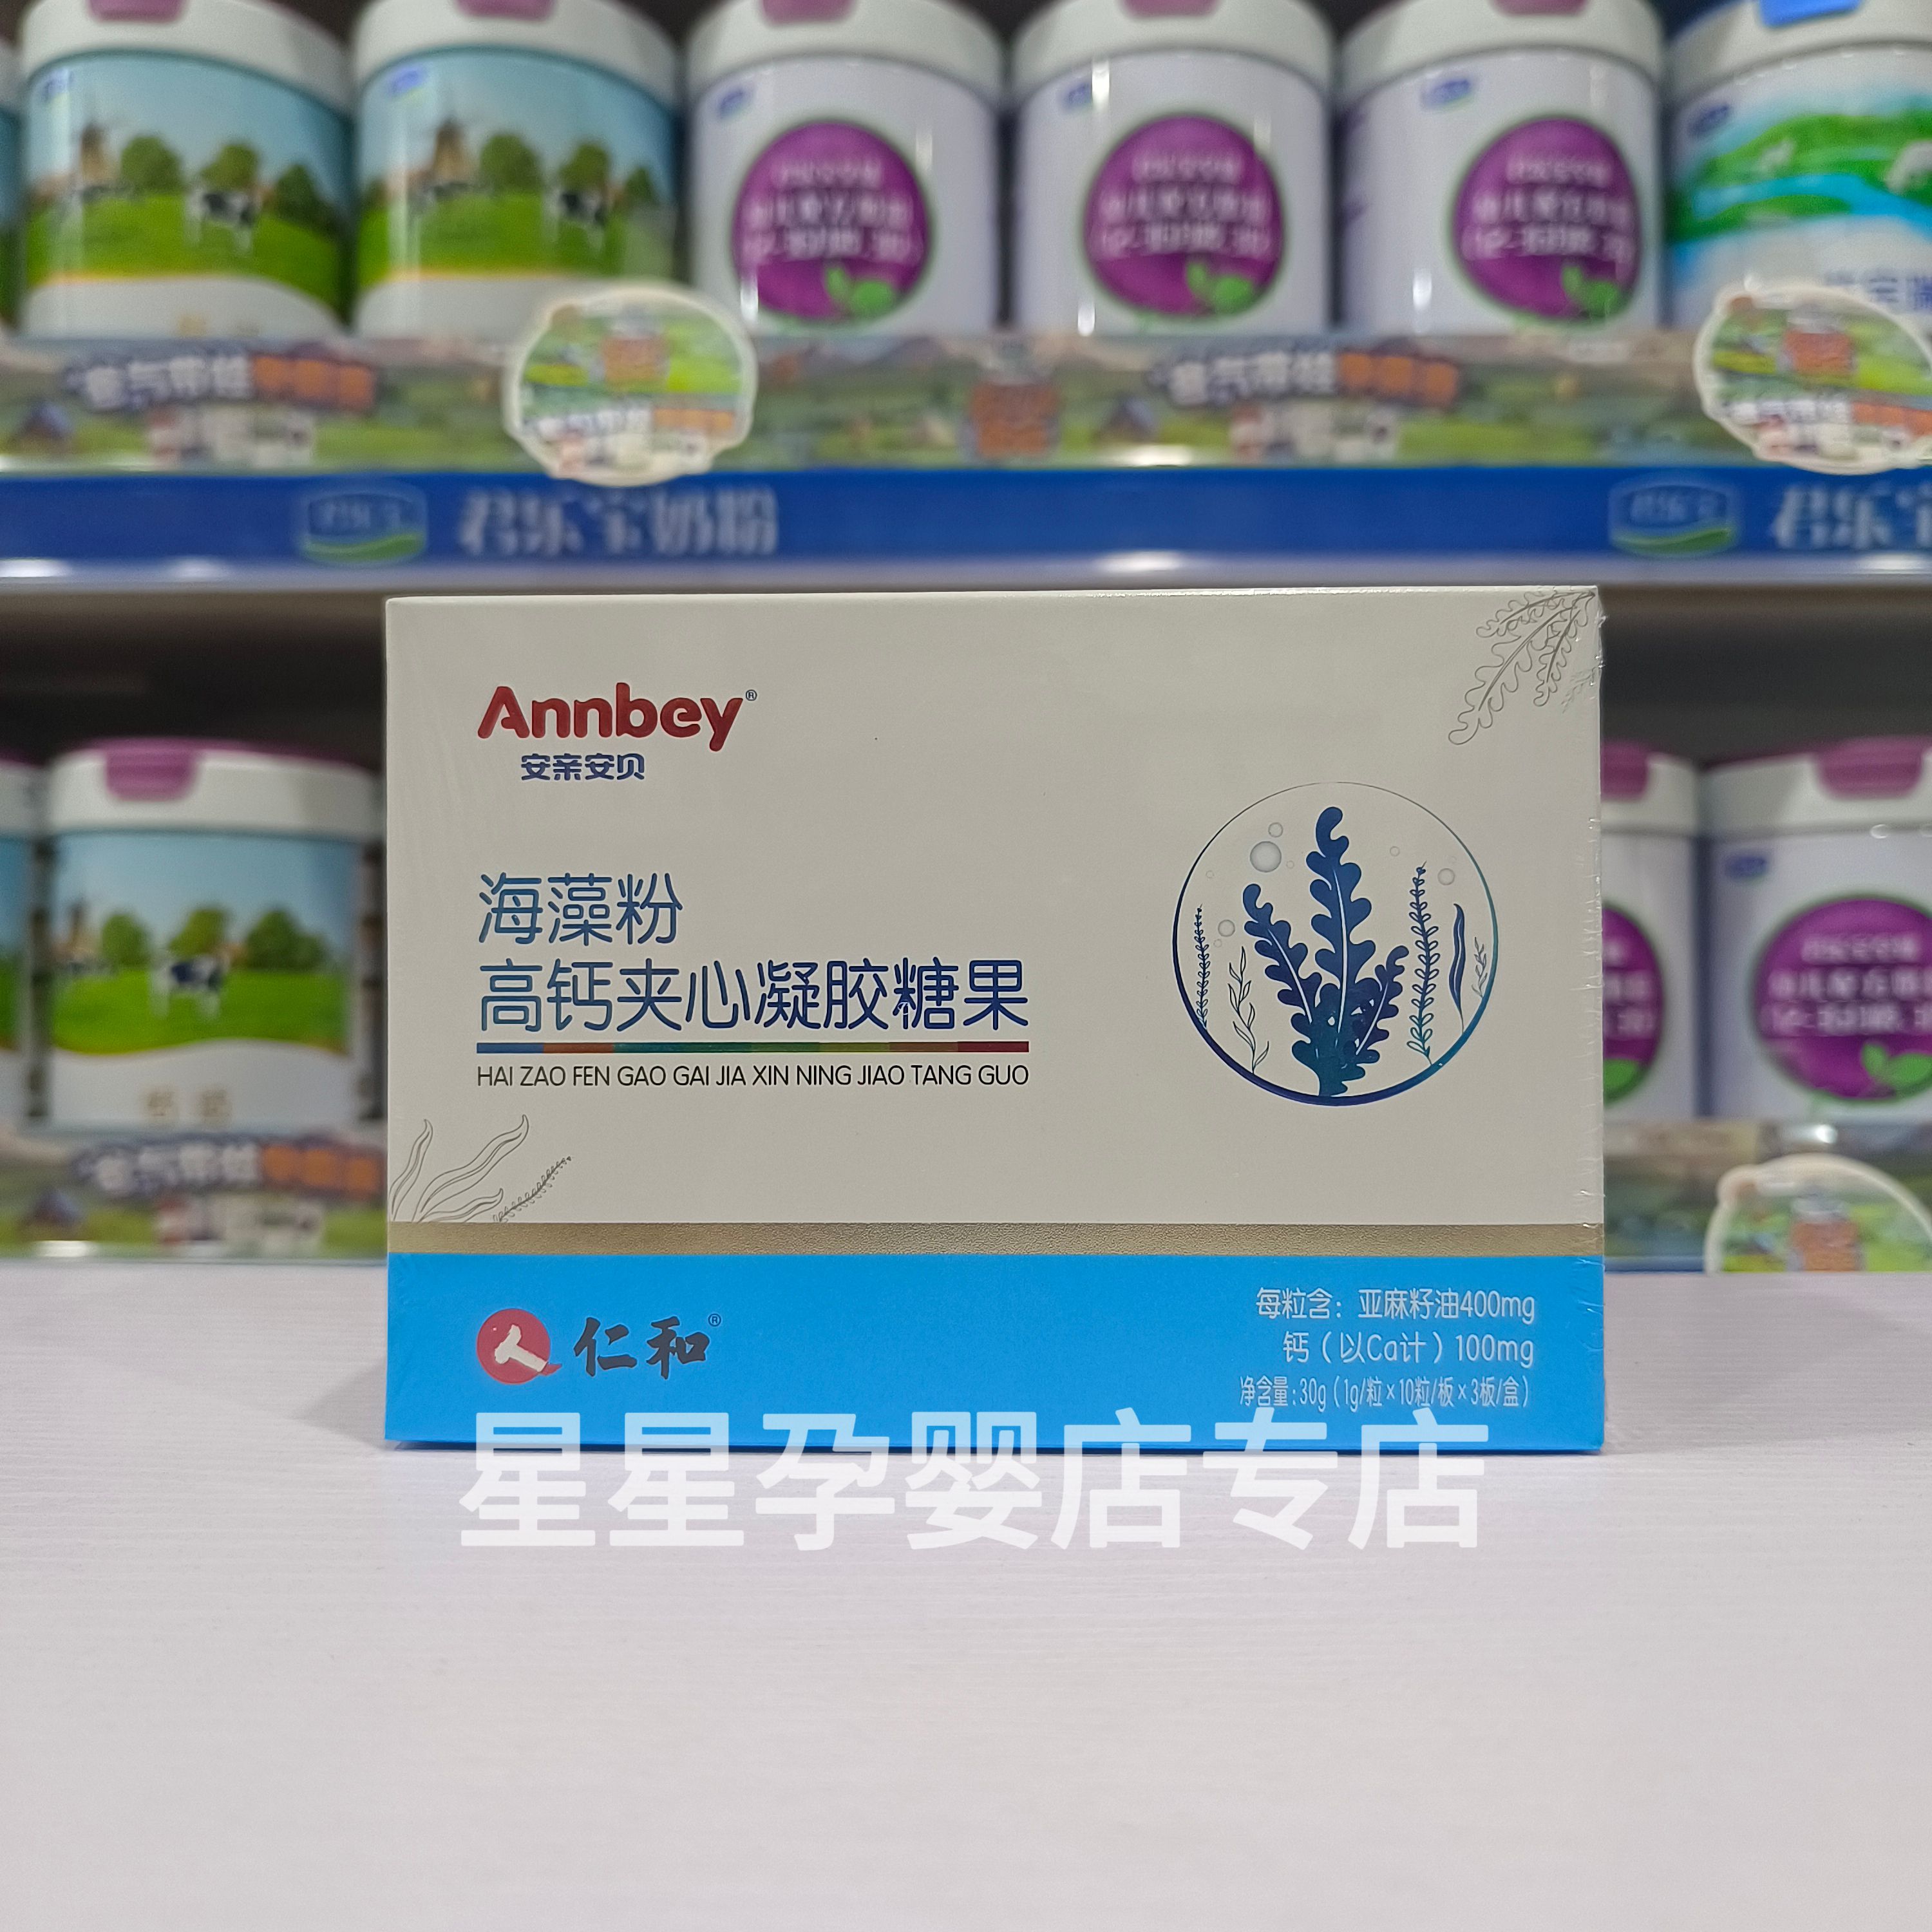 君乐宝奶粉
君乐宝
Annbey®
安亲安贝
海藻粉
高钙夹心凝胶糖果
HAI ZAO FEN GAO GAI JIA XIN NING JIAO TANG GUO
仁和®
每粒含：亚麻籽油400mg
钙（以Ca计）100mg
净含量:30g（1g/粒×10粒/板×3板/盒）
星星孕婴店专店